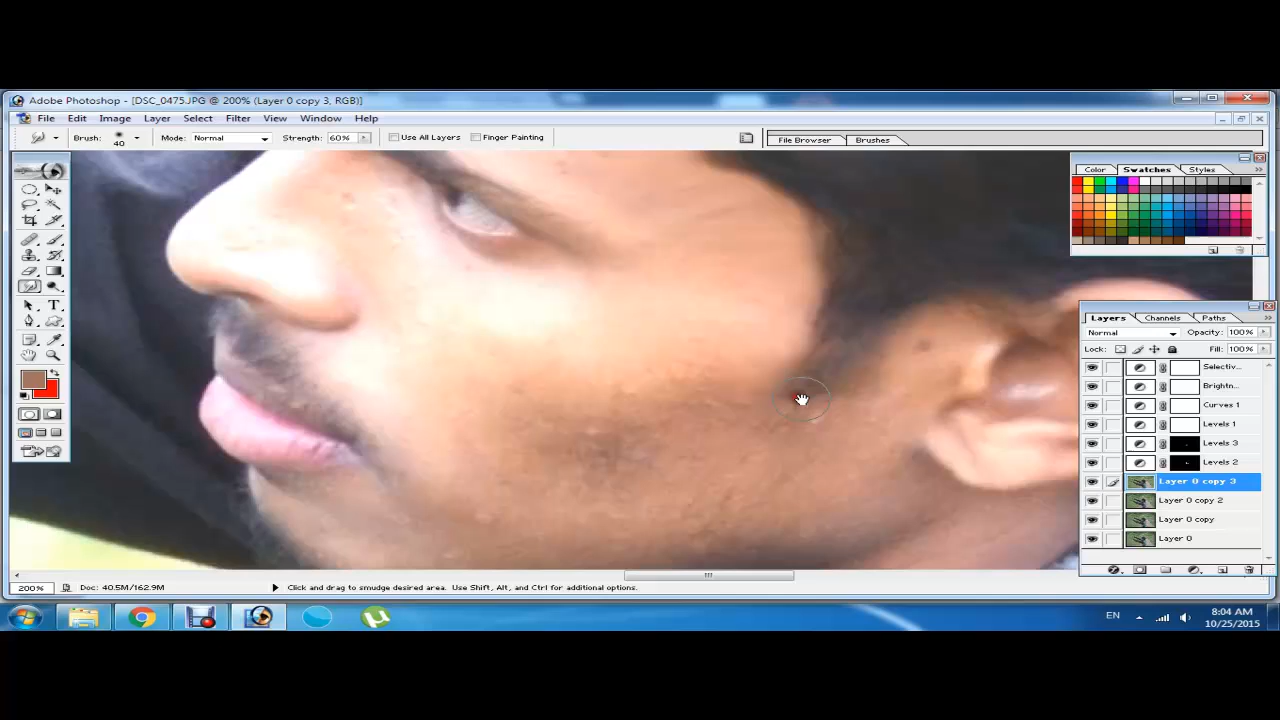 Adobe Photoshop - [DSC_0475.JPG @ 200% (Layer 0 copy 3, RGB)]
File Edit Image Layer Select Filter View Window Help
Brush: 40 Mode: Normal Strength: 60% Use All Layers Finger Painting File Browser Brushes
Color Swatches Styles
Layers Channels Paths
Normal Opacity: 100%
Lock: Fill: 100%
Selectiv...
Brightn...
Curves 1
Levels 1
Levels 3
Levels 2
Layer 0 copy 3
Layer 0 copy 2
Layer 0 copy
Layer 0
200% Doc: 40.5M/162.9M Click and drag to smudge desired area. Use Shift, Alt, and Ctrl for additional options.
EN 8:04 AM
10/25/2015